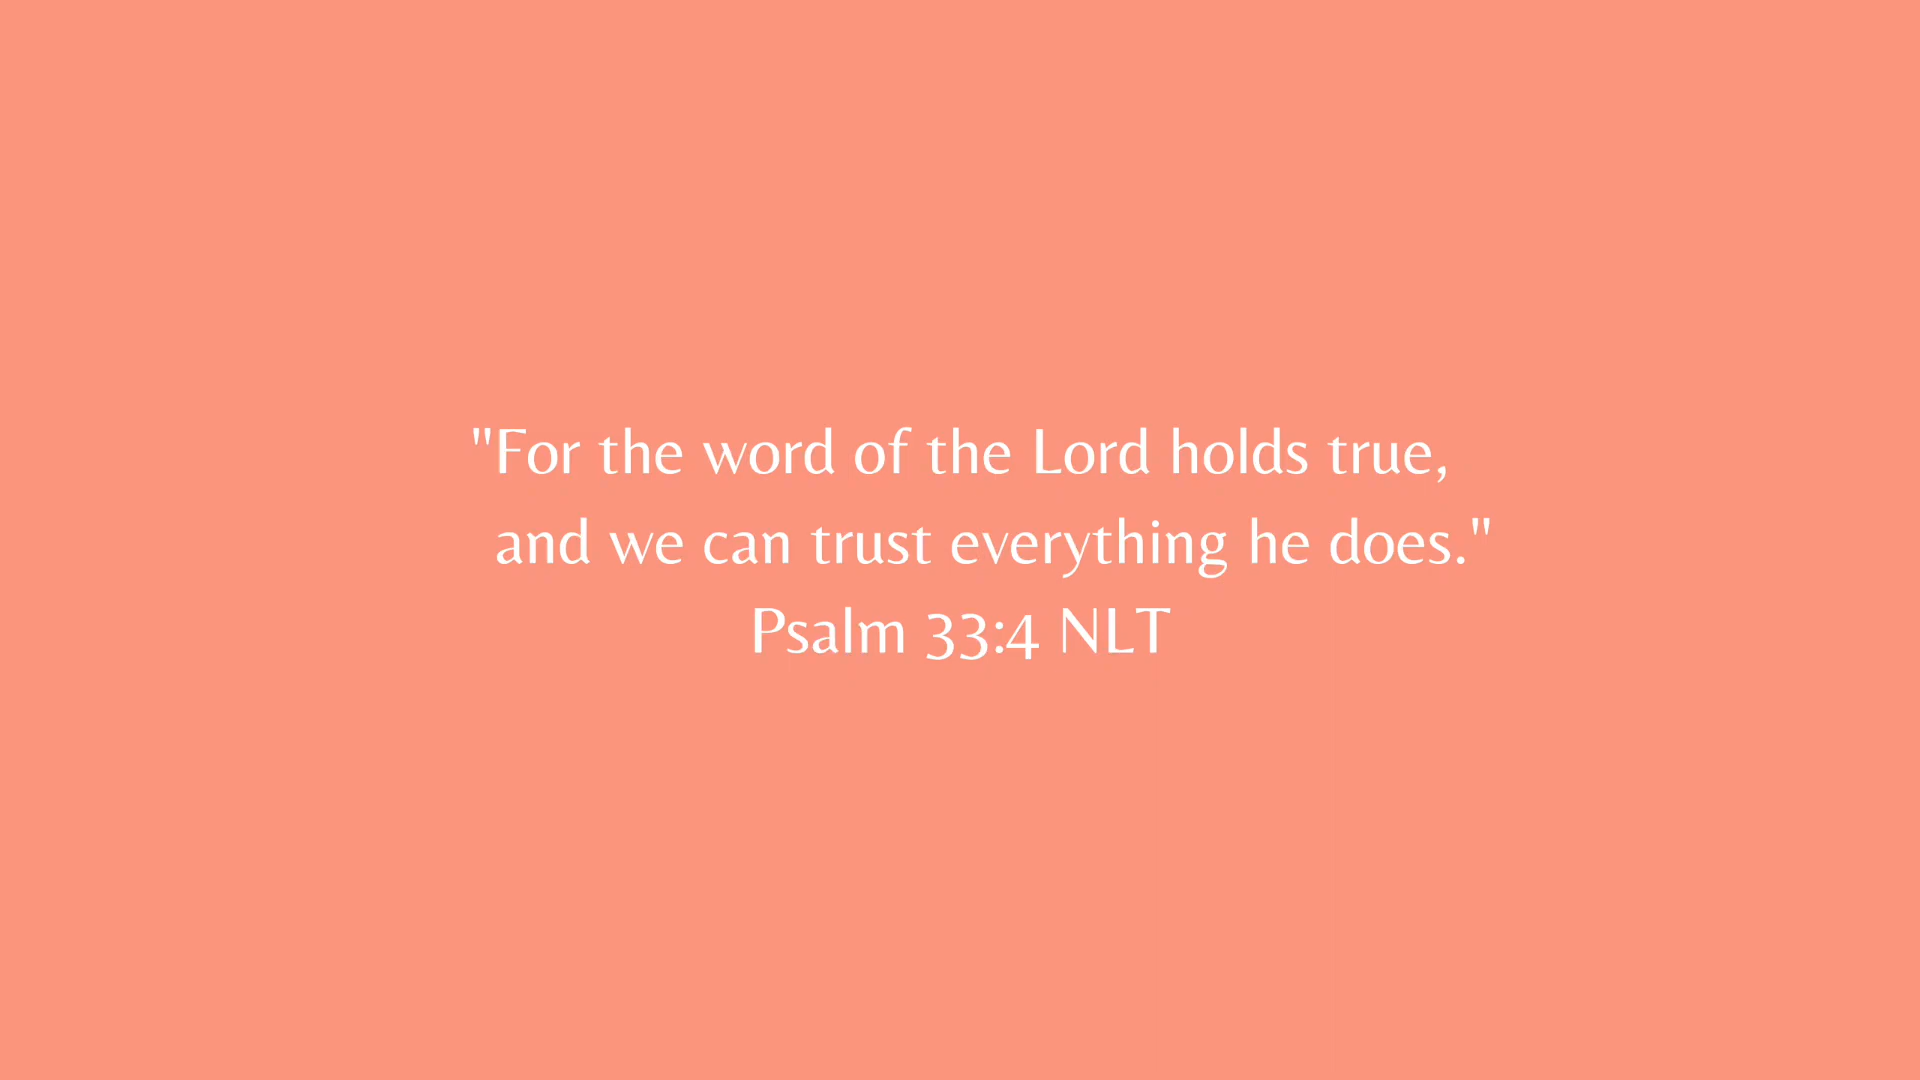 "For the word of the Lord holds true,
and we can trust everything he does."
Psalm 33:4 NLT